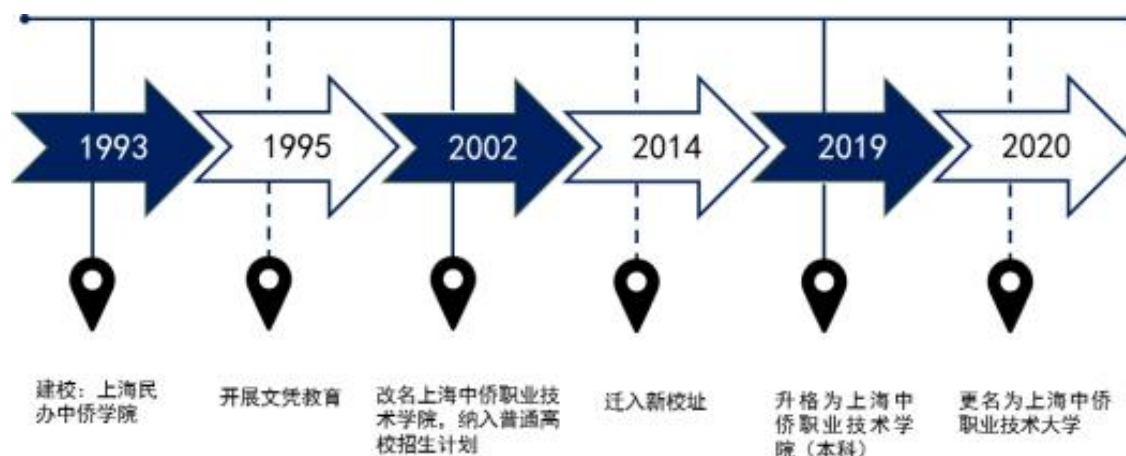 1993
1995
2002
2014
2019
2020
建校：上海民
办中侨学院
开展文凭教育
改名上海中侨职业技
术学院，纳入普通高
校招生计划
迁入新校址
升格为上海中
侨职业技术学
院（本科）
更名为上海中侨
职业技术大学